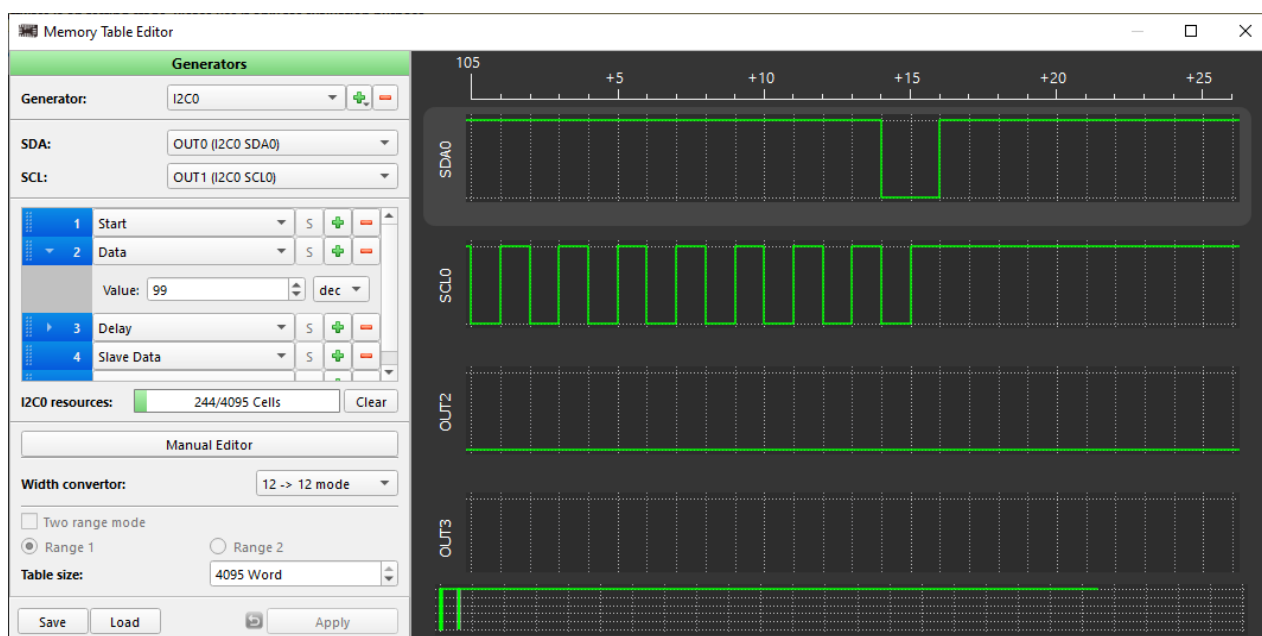 Memory Table Editor
Generators
Generator: I2C0
SDA: OUT0 (I2C0 SDA0)
SCL: OUT1 (I2C0 SCL0)
1 Start S
2 Data S
Value: 99 dec
3 Delay S
4 Slave Data S
I2C0 resources: 244/4095 Cells Clear
Manual Editor
Width convertor: 12 -> 12 mode
Two range mode
Range 1 Range 2
Table size: 4095 Word
Save Load Apply
105 +5 +10 +15 +20 +25
SDA0
SCL0
OUT2
OUT3